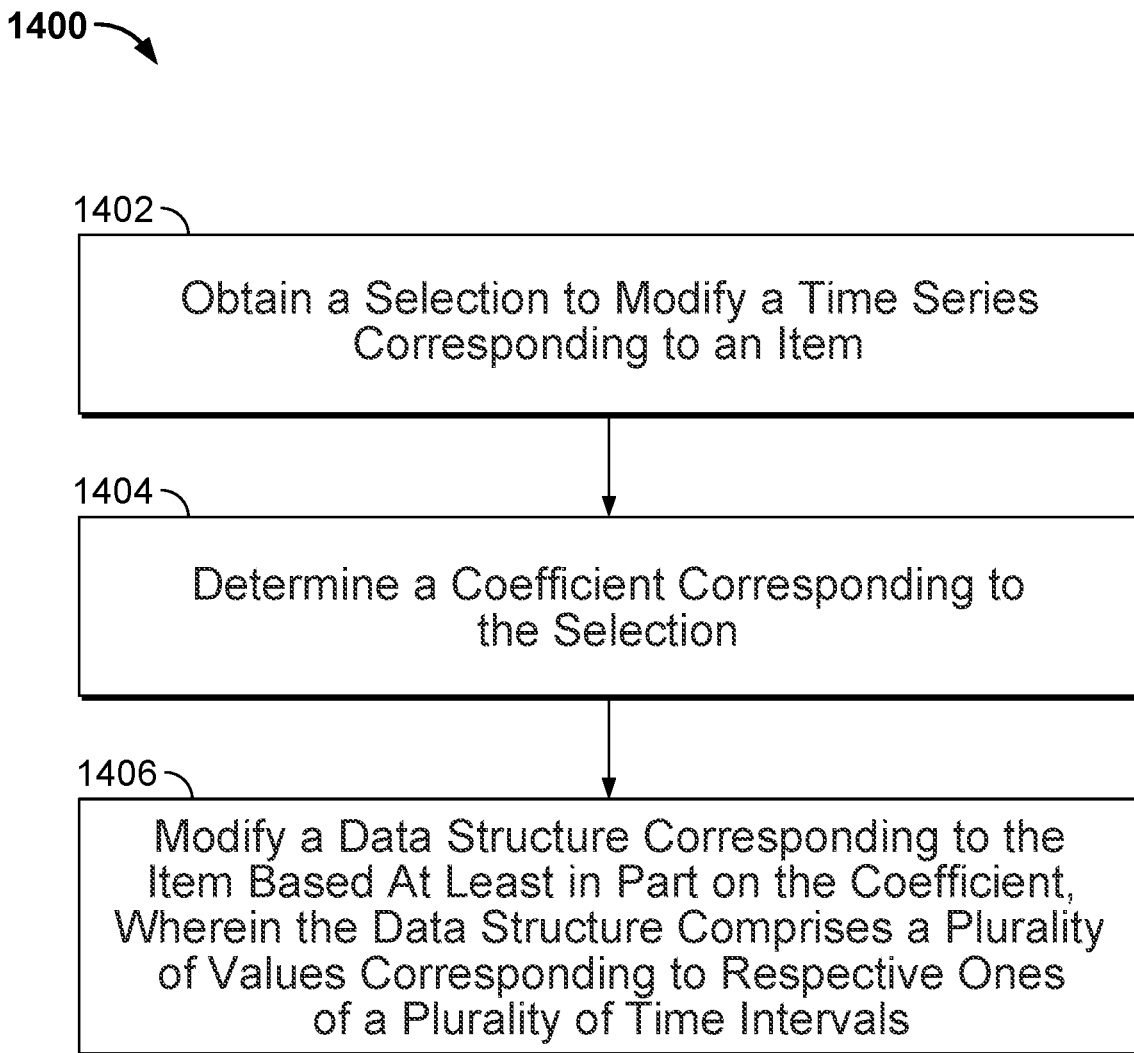 1400
1402
Obtain a Selection to Modify a Time Series
Corresponding to an Item
1404
Determine a Coefficient Corresponding to
the Selection
1406
Modify a Data Structure Corresponding to the
Item Based At Least in Part on the Coefficient,
Wherein the Data Structure Comprises a Plurality
of Values Corresponding to Respective Ones
of a Plurality of Time Intervals